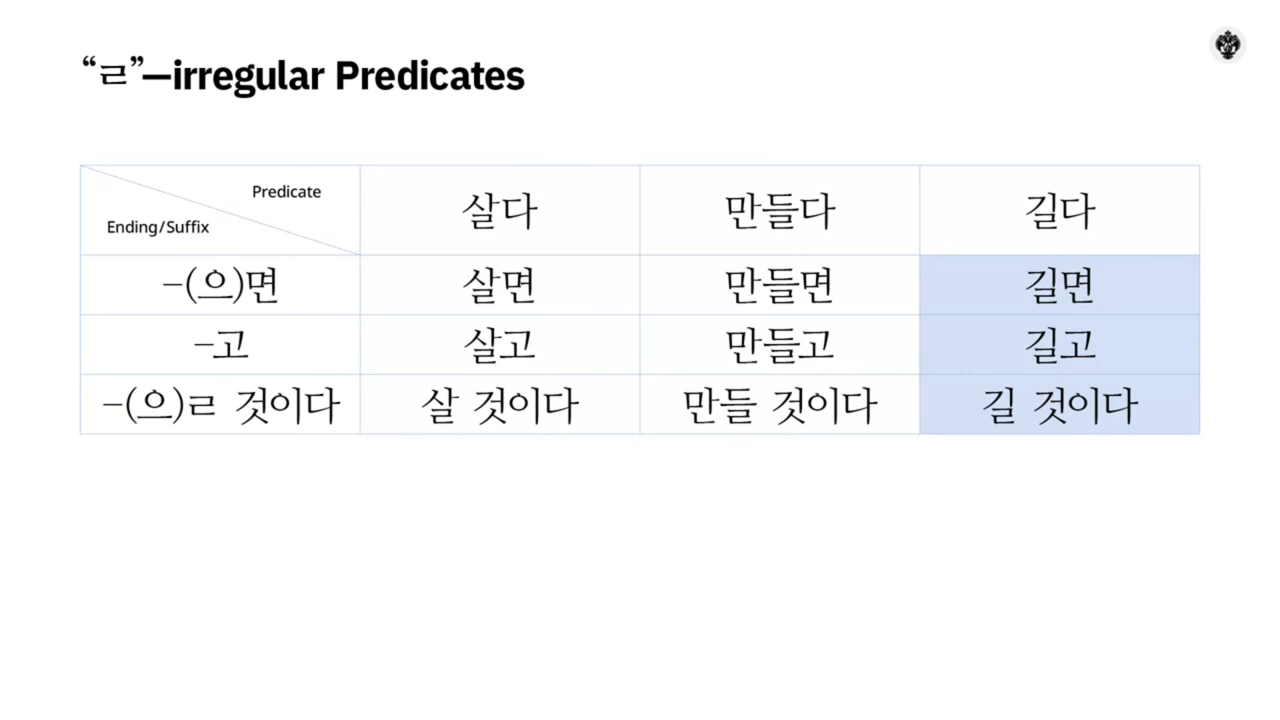 “ㄹ”—irregular Predicates
Predicate
Ending/Suffix
살다 만들다 길다
–(으)면 살면 만들면 길면
–고 살고 만들고 길고
–(으)ㄹ 것이다 살 것이다 만들 것이다 길 것이다